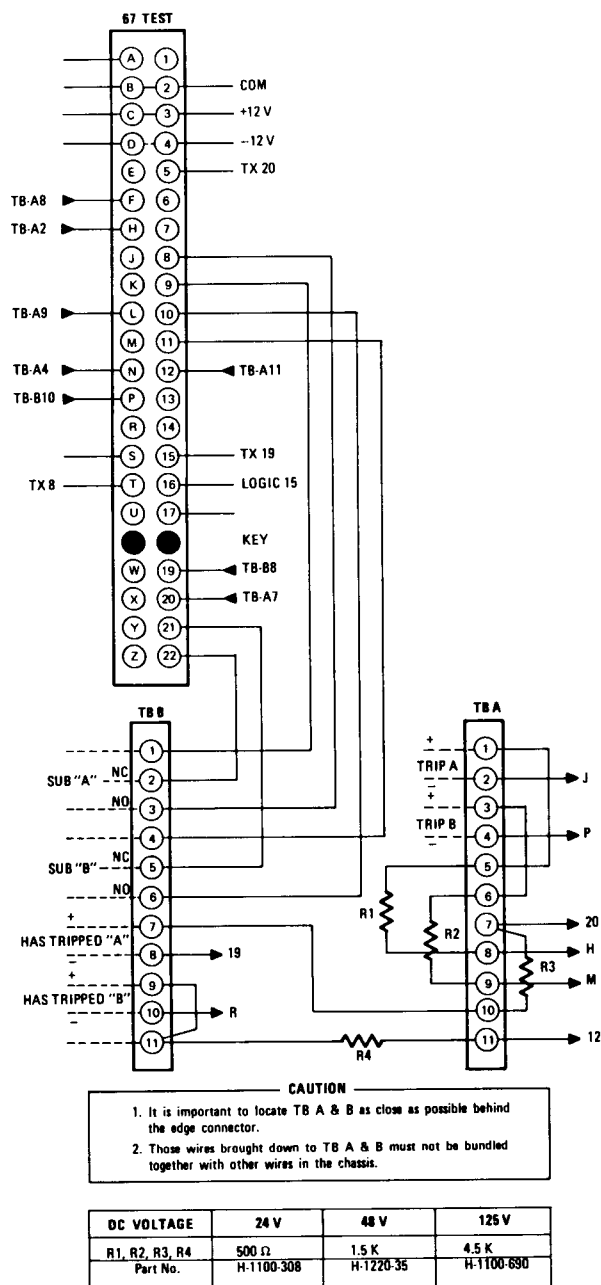 67 TEST
A 1
B 2 COM
C 3 +12 V
D 4 −12 V
E 5 TX 20
TB-A8 F 6
TB-A2 H 7
J 8
K 9
TB-A9 L 10
M 11
TB-A4 N 12 TB-A11
TB-B10 P 13
R 14
S 15 TX 19
TX 8 T 16 LOGIC 15
U 17
KEY
W 19 TB-B8
X 20 TB-A7
Y 21
Z 22
TB B
1
SUB "A" NC 2
NO 3
4
SUB "B" NC 5
NO 6
+ 7
HAS TRIPPED "A" 8 19
−
+ 9
HAS TRIPPED "B" 10 R
−
11
TB A
+ 1
TRIP A 2 J
−
+ 3
TRIP B 4 P
−
5
6
7 20
8 H
9 M
10
11 12
R1
R2
R3
R4
CAUTION
1. It is important to locate TB A & B as close as possible behind
the edge connector.
2. Those wires brought down to TB A & B must not be bundled
together with other wires in the chassis.
DC VOLTAGE 24 V 48 V 125 V
R1, R2, R3, R4 500 Ω 1.5 K 4.5 K
Part No. H-1100-308 H-1220-35 H-1100-690